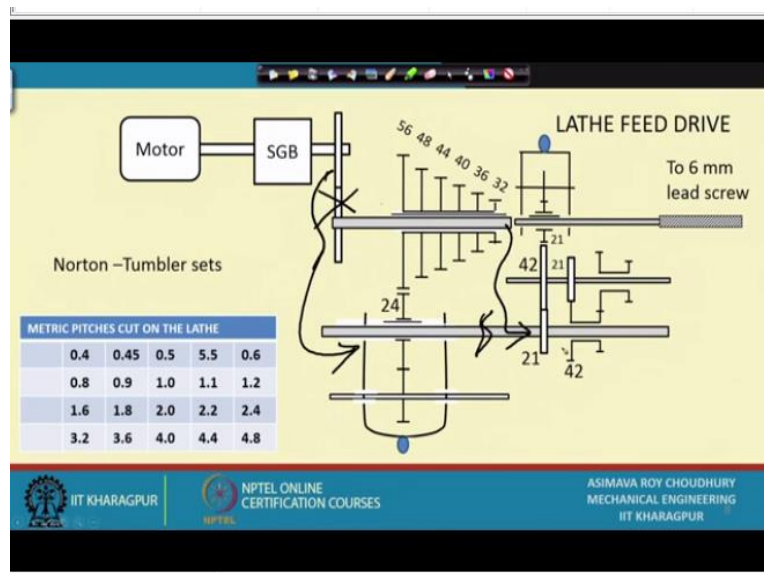 LATHE FEED DRIVE
Motor
SGB
56 48 44 40 36 32
To 6 mm
lead screw
21
42 21
Norton –Tumbler sets
24
21
42
METRIC PITCHES CUT ON THE LATHE
0.4 0.45 0.5 5.5 0.6
0.8 0.9 1.0 1.1 1.2
1.6 1.8 2.0 2.2 2.4
3.2 3.6 4.0 4.4 4.8
IIT KHARAGPUR
NPTEL
NPTEL ONLINE
CERTIFICATION COURSES
ASIMAVA ROY CHOUDHURY
MECHANICAL ENGINEERING
IIT KHARAGPUR